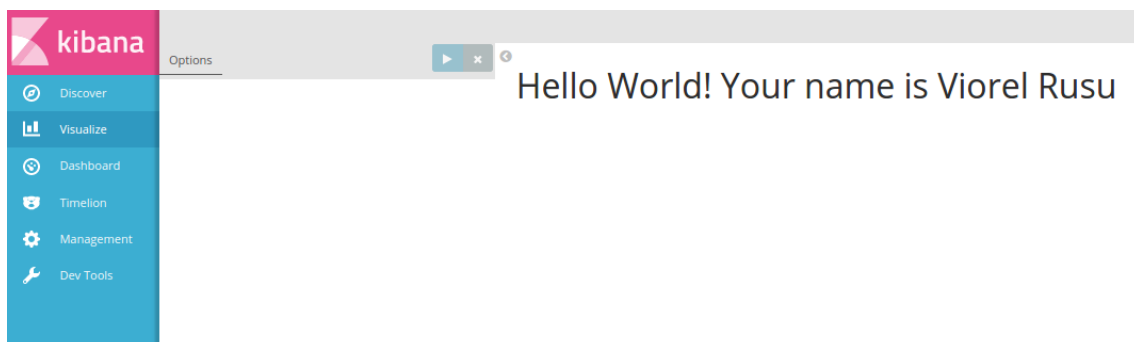 kibana
Options
Hello World! Your name is Viorel Rusu
Discover
Visualize
Dashboard
Timelion
Management
Dev Tools